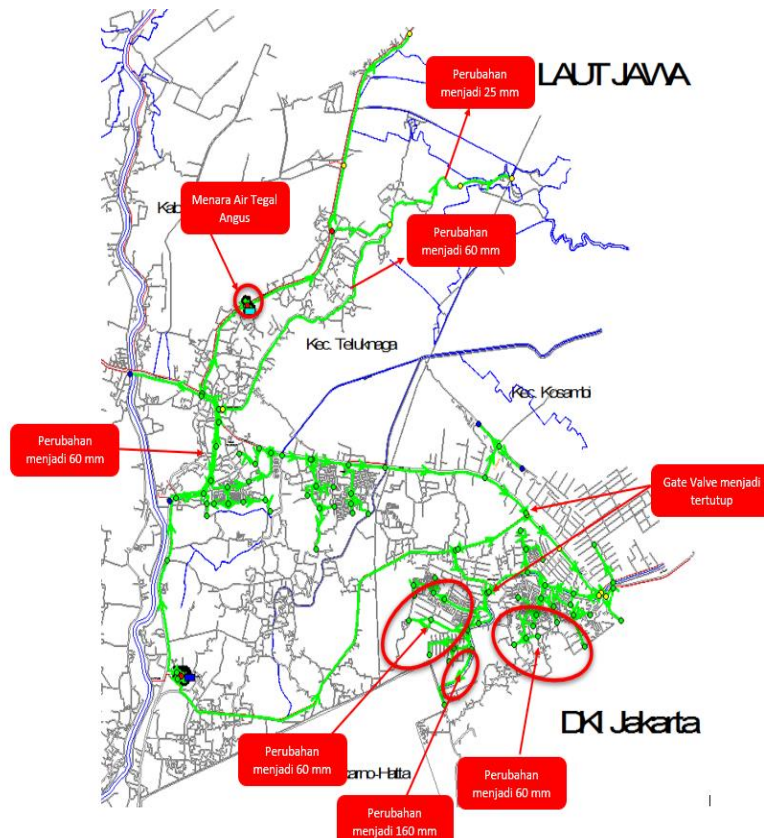 Perubahan
menjadi 25 mm
LAUT JAWA
Menara Air Tegal
Angus
Perubahan
menjadi 60 mm
Kec. Teluknaga
Kec. Kosambi
Perubahan
menjadi 60 mm
Gate Valve menjadi
tertutup
DKI Jakarta
Perubahan
menjadi 60 mm
Perubahan
menjadi 60 mm
arno-Hatta
Perubahan
menjadi 160 mm